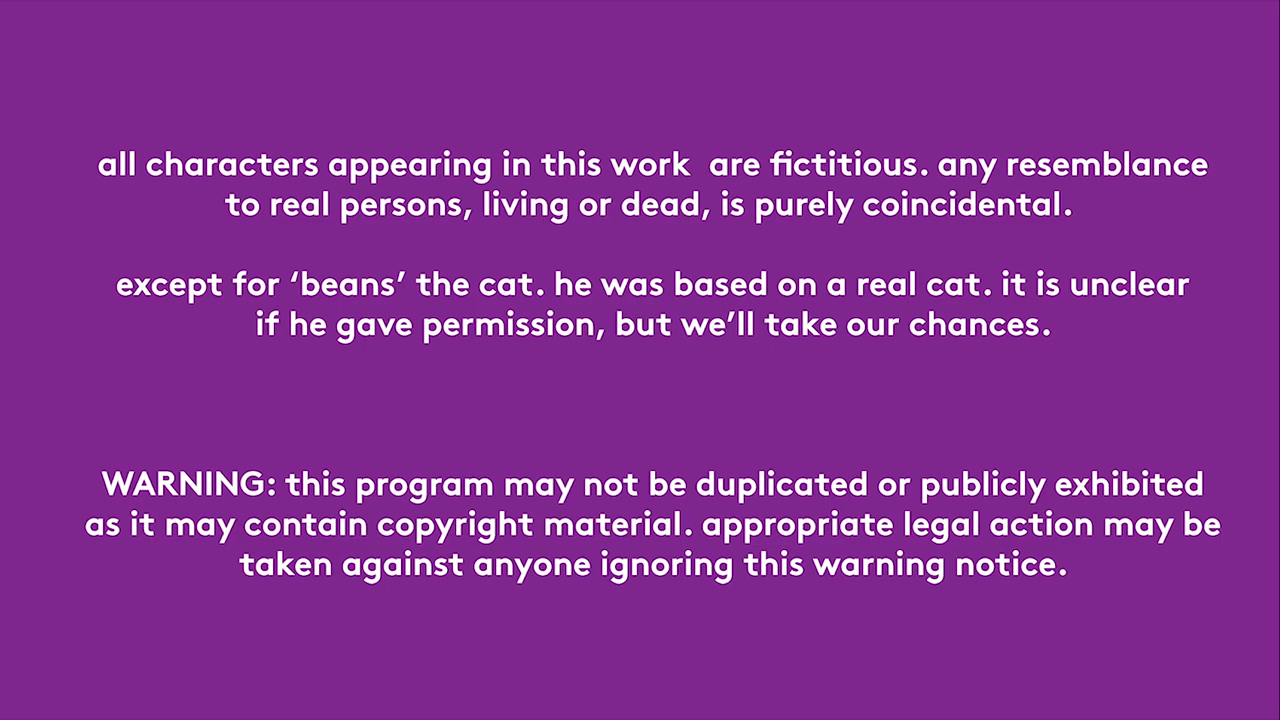 all characters appearing in this work  are fictitious. any resemblance
to real persons, living or dead, is purely coincidental.
except for ‘beans’ the cat. he was based on a real cat. it is unclear
if he gave permission, but we’ll take our chances.
WARNING: this program may not be duplicated or publicly exhibited
as it may contain copyright material. appropriate legal action may be
taken against anyone ignoring this warning notice.